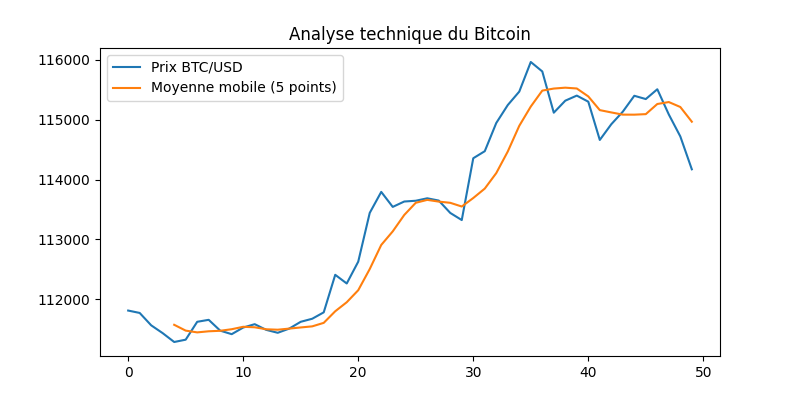 Analyse technique du Bitcoin
Prix BTC/USD
Moyenne mobile (5 points)
116000
115000
114000
113000
112000
0 10 20 30 40 50